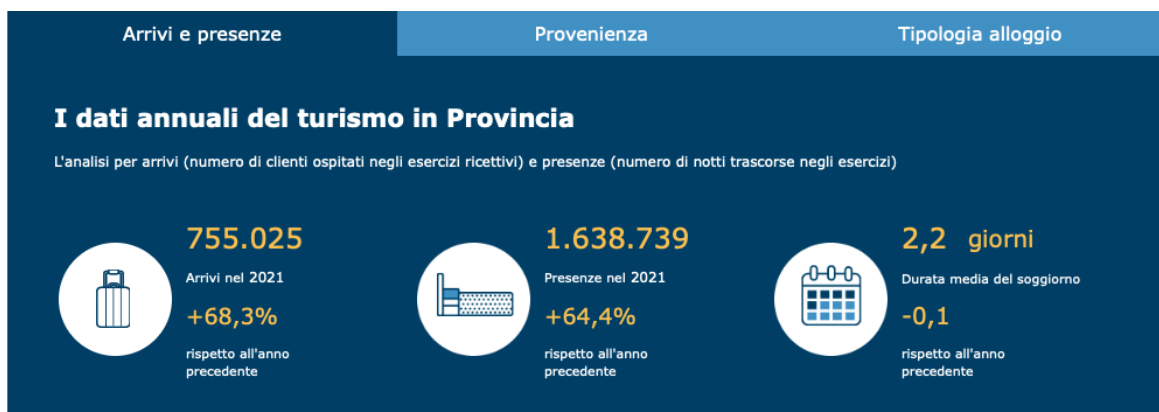 Arrivi e presenze
Provenienza
Tipologia alloggio
I dati annuali del turismo in Provincia
L'analisi per arrivi (numero di clienti ospitati negli esercizi ricettivi) e presenze (numero di notti trascorse negli esercizi)
755.025
Arrivi nel 2021
+68,3%
rispetto all'anno
precedente
1.638.739
Presenze nel 2021
+64,4%
rispetto all'anno
precedente
2,2 giorni
Durata media del soggiorno
-0,1
rispetto all'anno
precedente